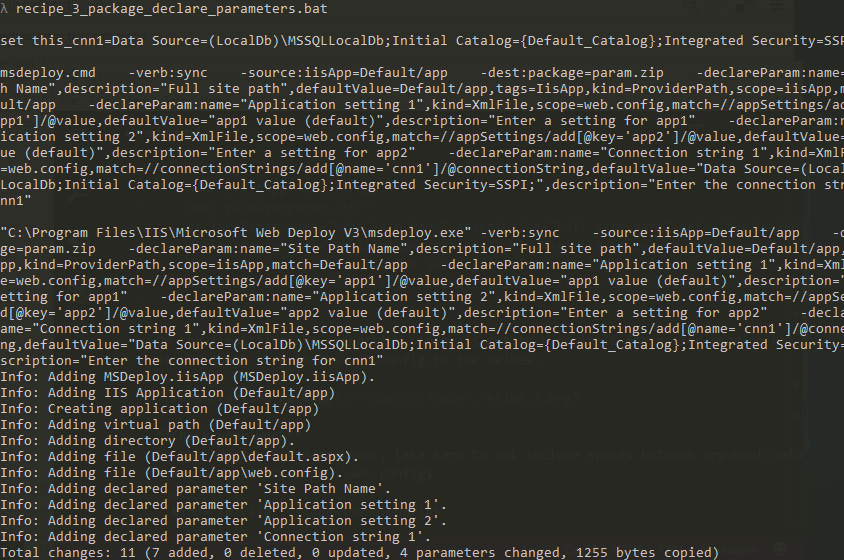 λ recipe_3_package_declare_parameters.bat
set this_cnn1=Data Source=(LocalDb)\MSSQLLocalDb;Initial Catalog={Default_Catalog};Integrated Security=SSPI
msdeploy.cmd    -verb:sync    -source:iisApp=Default/app    -dest:package=param.zip    -declareParam:name=
h Name",description="Full site path",defaultValue=Default/app,tags=IisApp,kind=ProviderPath,scope=iisApp,m
ult/app    -declareParam:name="Application setting 1",kind=XmlFile,scope=web.config,match=//appSettings/ad
pp1']/@value,defaultValue="app1 value (default)",description="Enter a setting for app1"    -declareParam:n
ication setting 2",kind=XmlFile,scope=web.config,match=//appSettings/add[@key='app2']/@value,defaultValue=
ue (default)",description="Enter a setting for app2"    -declareParam:name="Connection string 1",kind=XmlF
=web.config,match=//connectionStrings/add[@name='cnn1']/@connectionString,defaultValue="Data Source=(Local
LocalDb;Initial Catalog={Default_Catalog};Integrated Security=SSPI;",description="Enter the connection str
nn1"
"C:\Program Files\IIS\Microsoft Web Deploy V3\msdeploy.exe" -verb:sync    -source:iisApp=Default/app    -d
ge=param.zip    -declareParam:name="Site Path Name",description="Full site path",defaultValue=Default/app,
pp,kind=ProviderPath,scope=iisApp,match=Default/app    -declareParam:name="Application setting 1",kind=Xml
e=web.config,match=//appSettings/add[@key='app1']/@value,defaultValue="app1 value (default)",description="
etting for app1"    -declareParam:name="Application setting 2",kind=XmlFile,scope=web.config,match=//appSe
d[@key='app2']/@value,defaultValue="app2 value (default)",description="Enter a setting for app2"    -decla
ame="Connection string 1",kind=XmlFile,scope=web.config,match=//connectionStrings/add[@name='cnn1']/@conne
ng,defaultValue="Data Source=(LocalDb)\MSSQLLocalDb;Initial Catalog={Default_Catalog};Integrated Security=
scription="Enter the connection string for cnn1"
Info: Adding MSDeploy.iisApp (MSDeploy.iisApp).
Info: Adding IIS Application (Default/app)
Info: Creating application (Default/app)
Info: Adding virtual path (Default/app)
Info: Adding directory (Default/app).
Info: Adding file (Default/app\default.aspx).
Info: Adding file (Default/app\web.config).
Info: Adding declared parameter 'Site Path Name'.
Info: Adding declared parameter 'Application setting 1'.
Info: Adding declared parameter 'Application setting 2'.
Info: Adding declared parameter 'Connection string 1'.
Total changes: 11 (7 added, 0 deleted, 0 updated, 4 parameters changed, 1255 bytes copied)